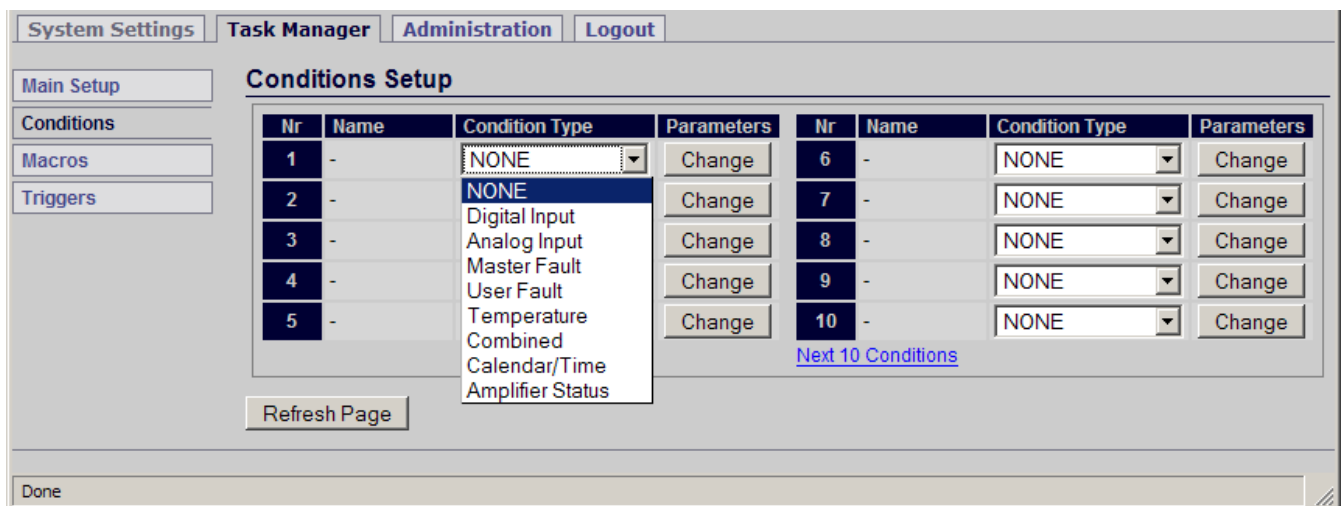 System Settings Task Manager Administration Logout
Main Setup
Conditions
Macros
Triggers
Conditions Setup
Nr Name Condition Type Parameters Nr Name Condition Type Parameters
1 - NONE Change 6 - NONE Change
2 - Change 7 - NONE Change
3 - Change 8 - NONE Change
4 - Change 9 - NONE Change
5 - Change 10 - NONE Change
NONE
Digital Input
Analog Input
Master Fault
User Fault
Temperature
Combined
Calendar/Time
Amplifier Status
Next 10 Conditions
Refresh Page
Done